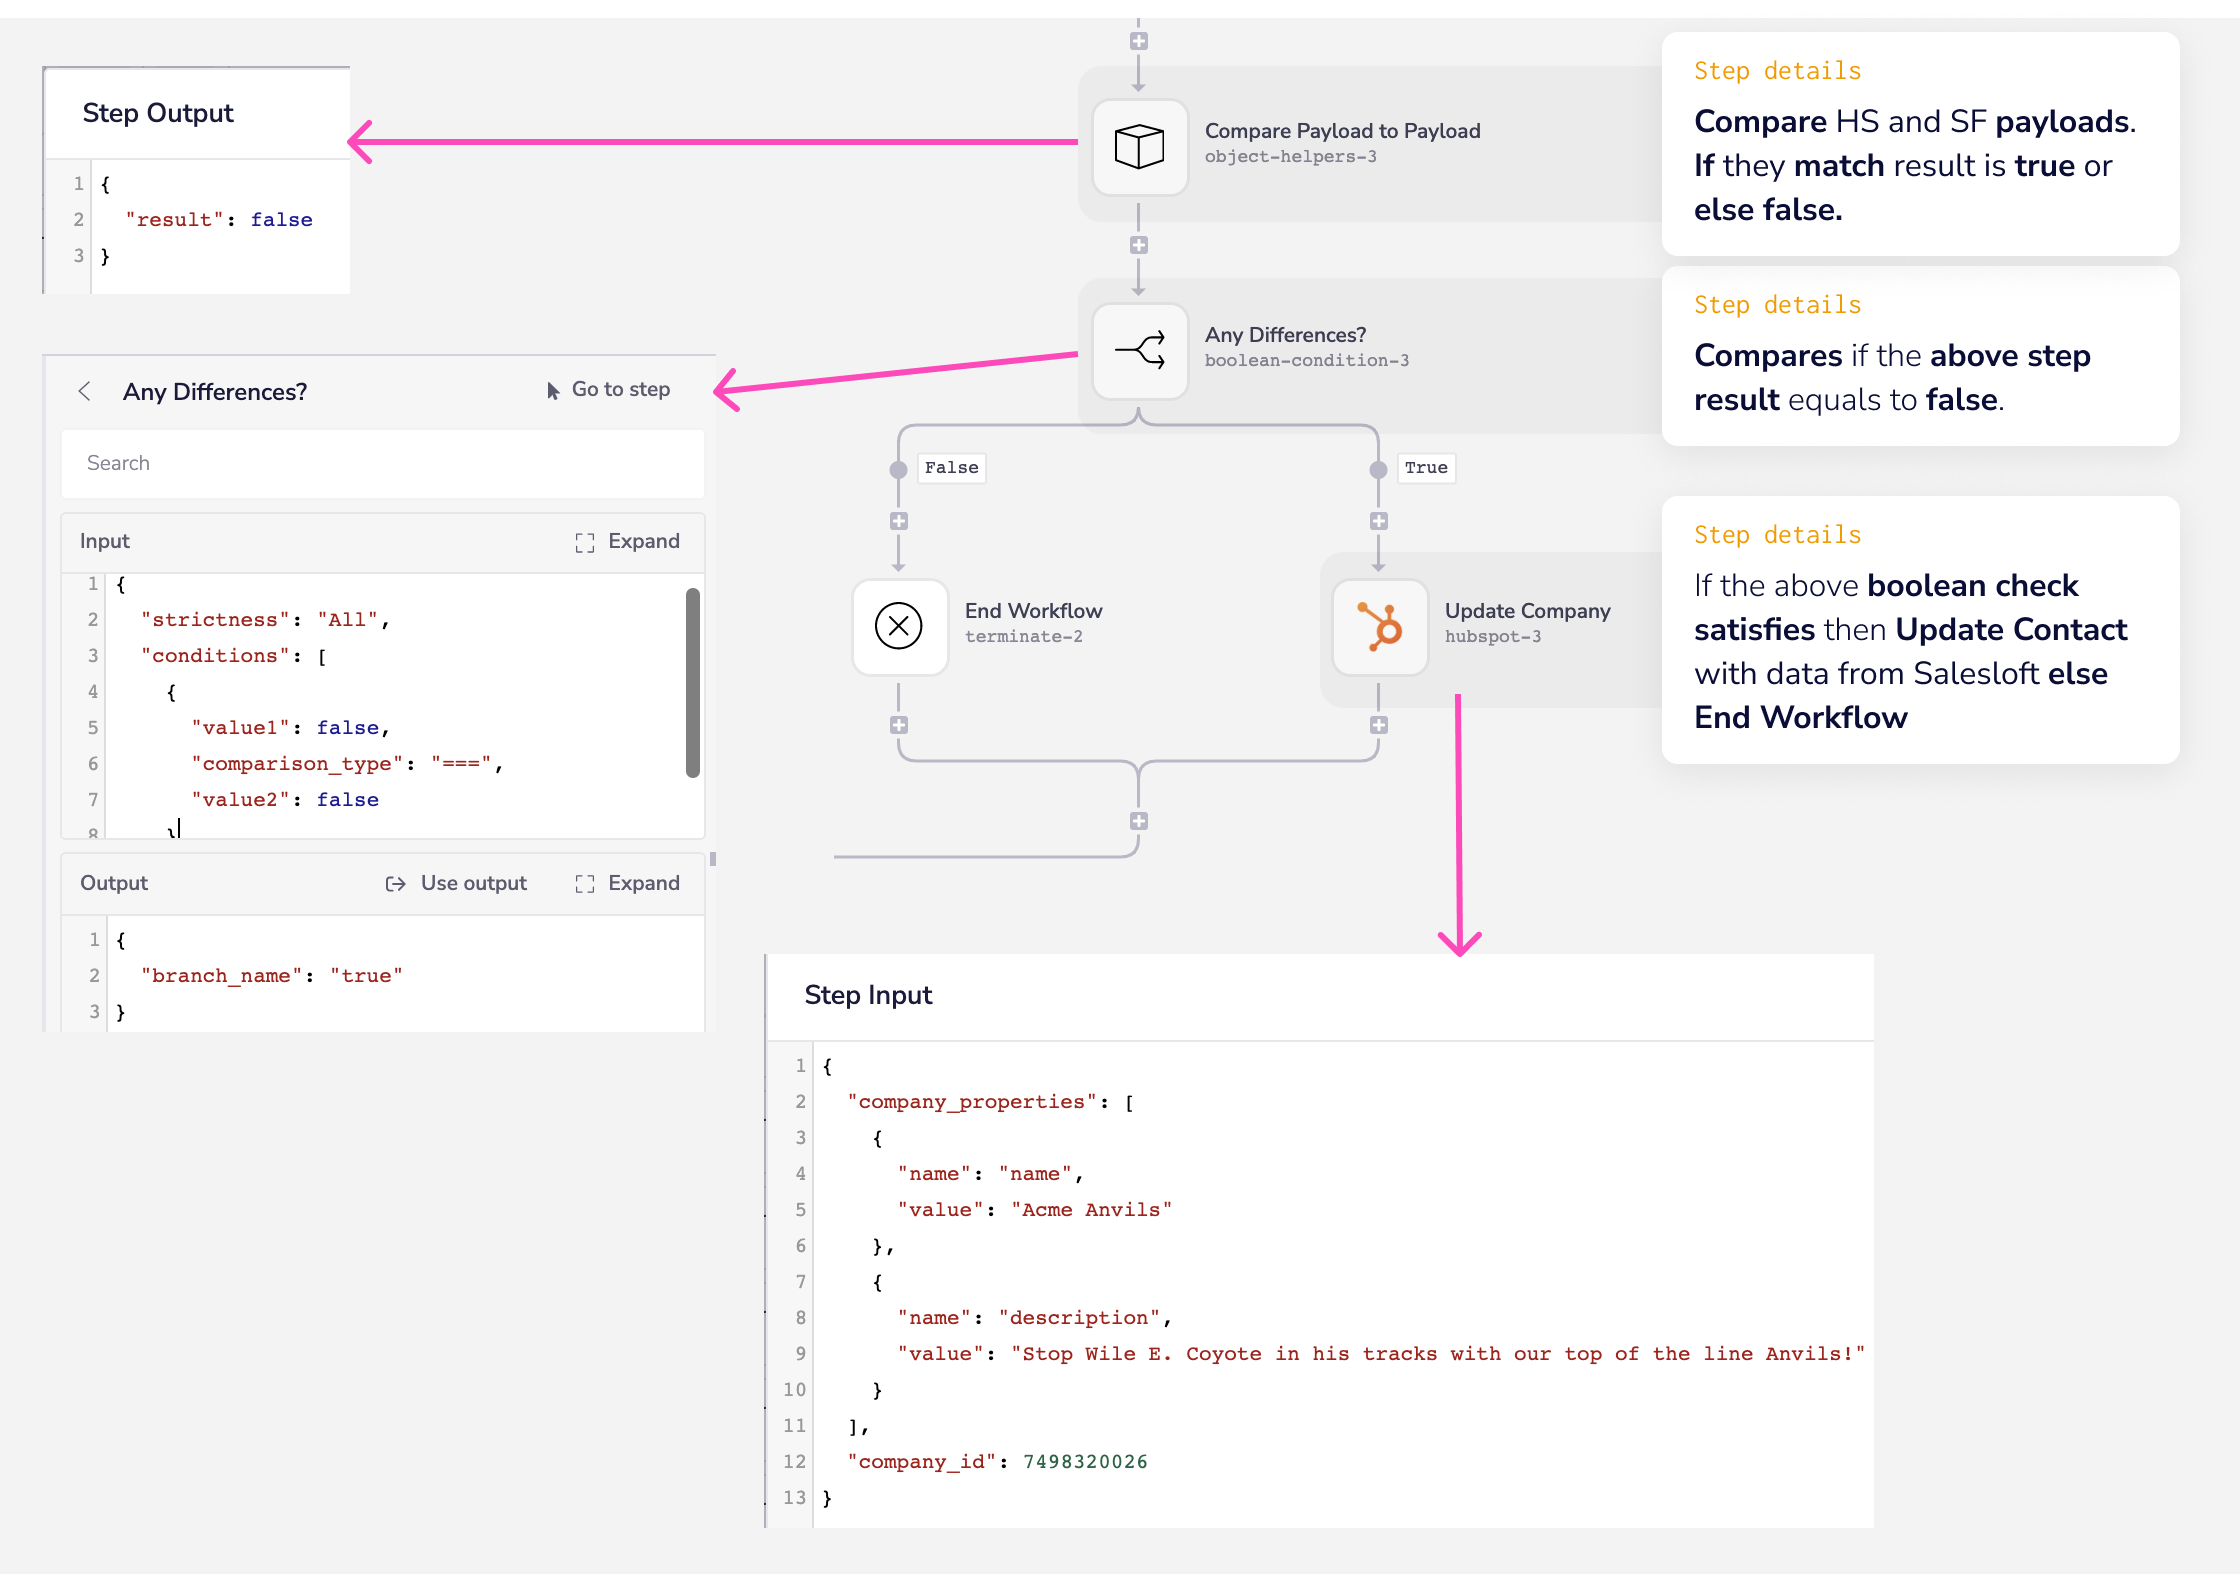 Step Output
1 {
2 "result": false
3 }
Compare Payload to Payload
object-helpers-3
Step details
Compare HS and SF payloads.
If they match result is true or
else false.
Any Differences?
boolean-condition-3
Step details
Compares if the above step
result equals to false.
False
True
End Workflow
terminate-2
Update Company
hubspot-3
Step details
If the above boolean check
satisfies then Update Contact
with data from Salesloft else
End Workflow
Any Differences?
Go to step
Search
Input
Expand
1 {
2 "strictness": "All",
3 "conditions": [
4 {
5 "value1": false,
6 "comparison_type": "===",
7 "value2": false
8 }
Output
Use output
Expand
1 {
2 "branch_name": "true"
3 }
Step Input
1 {
2 "company_properties": [
3 {
4 "name": "name",
5 "value": "Acme Anvils"
6 },
7 {
8 "name": "description",
9 "value": "Stop Wile E. Coyote in his tracks with our top of the line Anvils!"
10 }
11 ],
12 "company_id": 7498320026
13 }